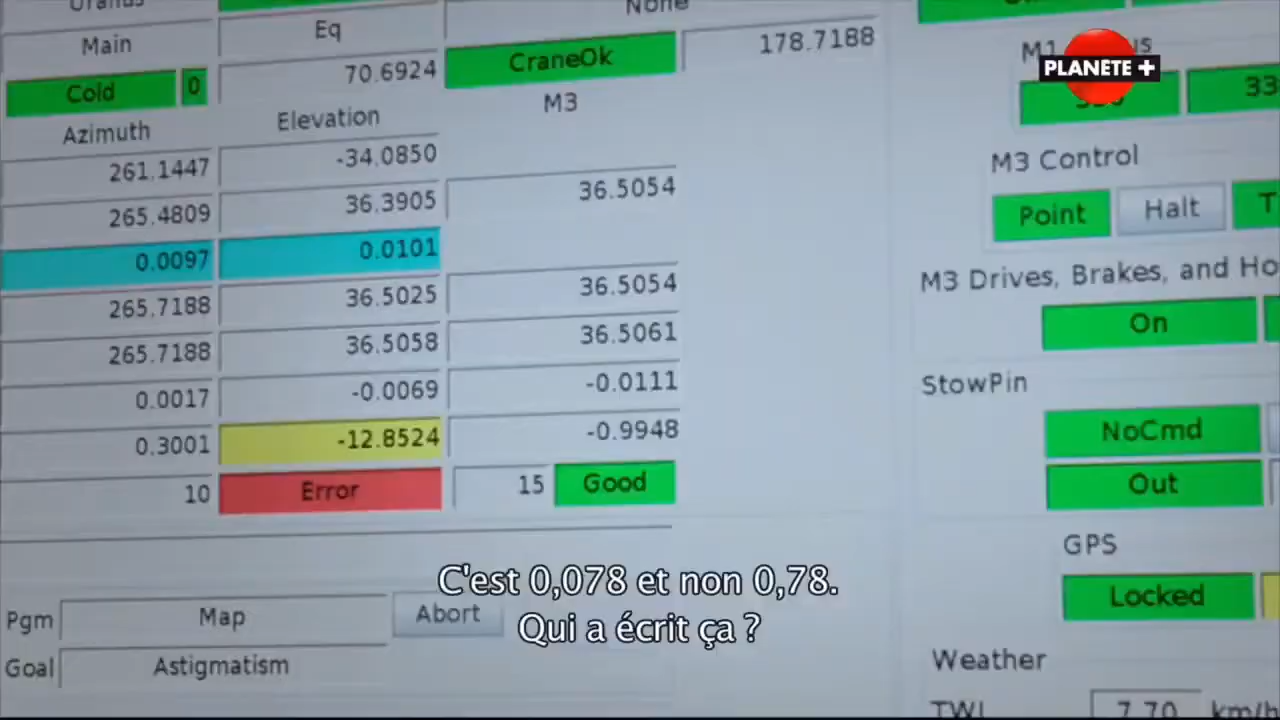 Uranus
None
Main Eq
Cold 0 70.6924 CraneOk 178.7188
Azimuth Elevation M3
261.1447 -34.0850
265.4809 36.3905 36.5054
0.0097 0.0101
265.7188 36.5025 36.5054
265.7188 36.5058 36.5061
0.0017 -0.0069 -0.0111
0.3001 -12.8524 -0.9948
10 Error 15 Good
Pgm Map Abort
Goal Astigmatism
M1
PLANETE +
M3 Control
Point Halt
M3 Drives, Brakes, and
On
StowPin
NoCmd
Out
GPS
Locked
Weather
7.70 km/h
C'est 0,078 et non 0,78.
Qui a écrit ça ?